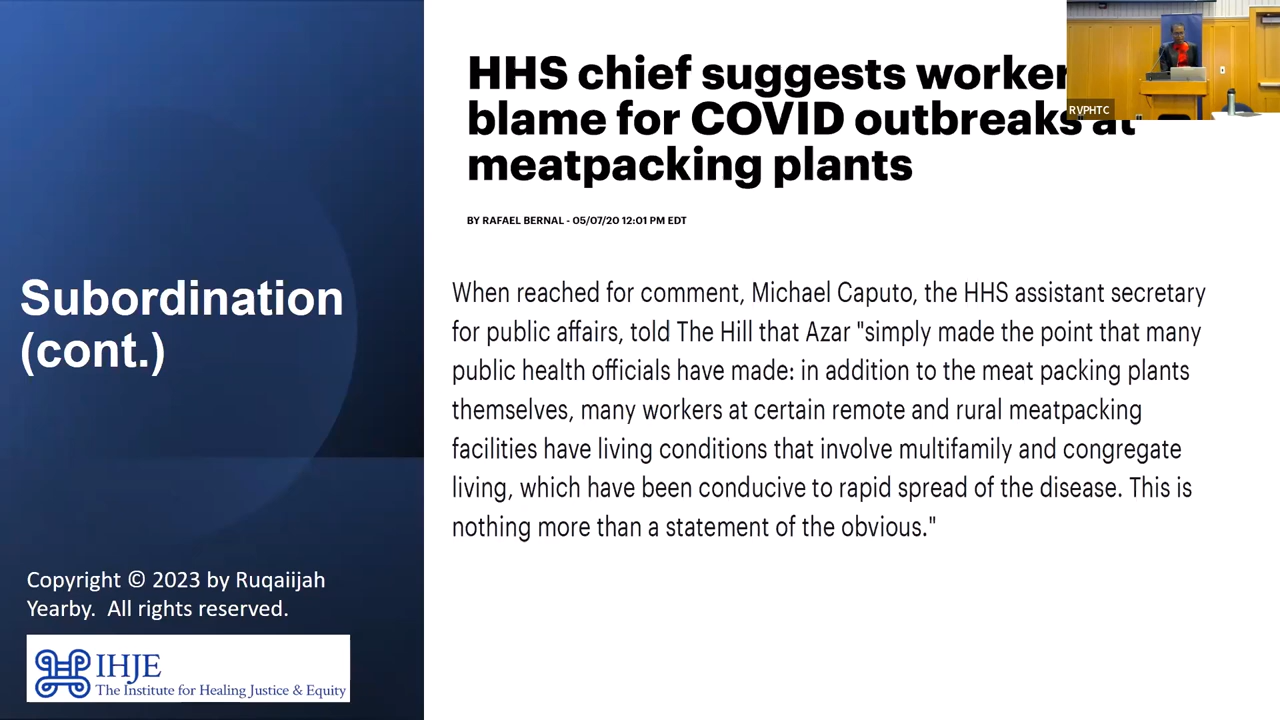 HHS chief suggests worker
blame for COVID outbreaks at
meatpacking plants
RVPHTC
BY RAFAEL BERNAL - 05/07/20 12:01 PM EDT
Subordination
(cont.)
When reached for comment, Michael Caputo, the HHS assistant secretary
for public affairs, told The Hill that Azar "simply made the point that many
public health officials have made: in addition to the meat packing plants
themselves, many workers at certain remote and rural meatpacking
facilities have living conditions that involve multifamily and congregate
living, which have been conducive to rapid spread of the disease. This is
nothing more than a statement of the obvious."
Copyright © 2023 by Ruqaiijah
Yearby.  All rights reserved.
IHJE
The Institute for Healing Justice & Equity